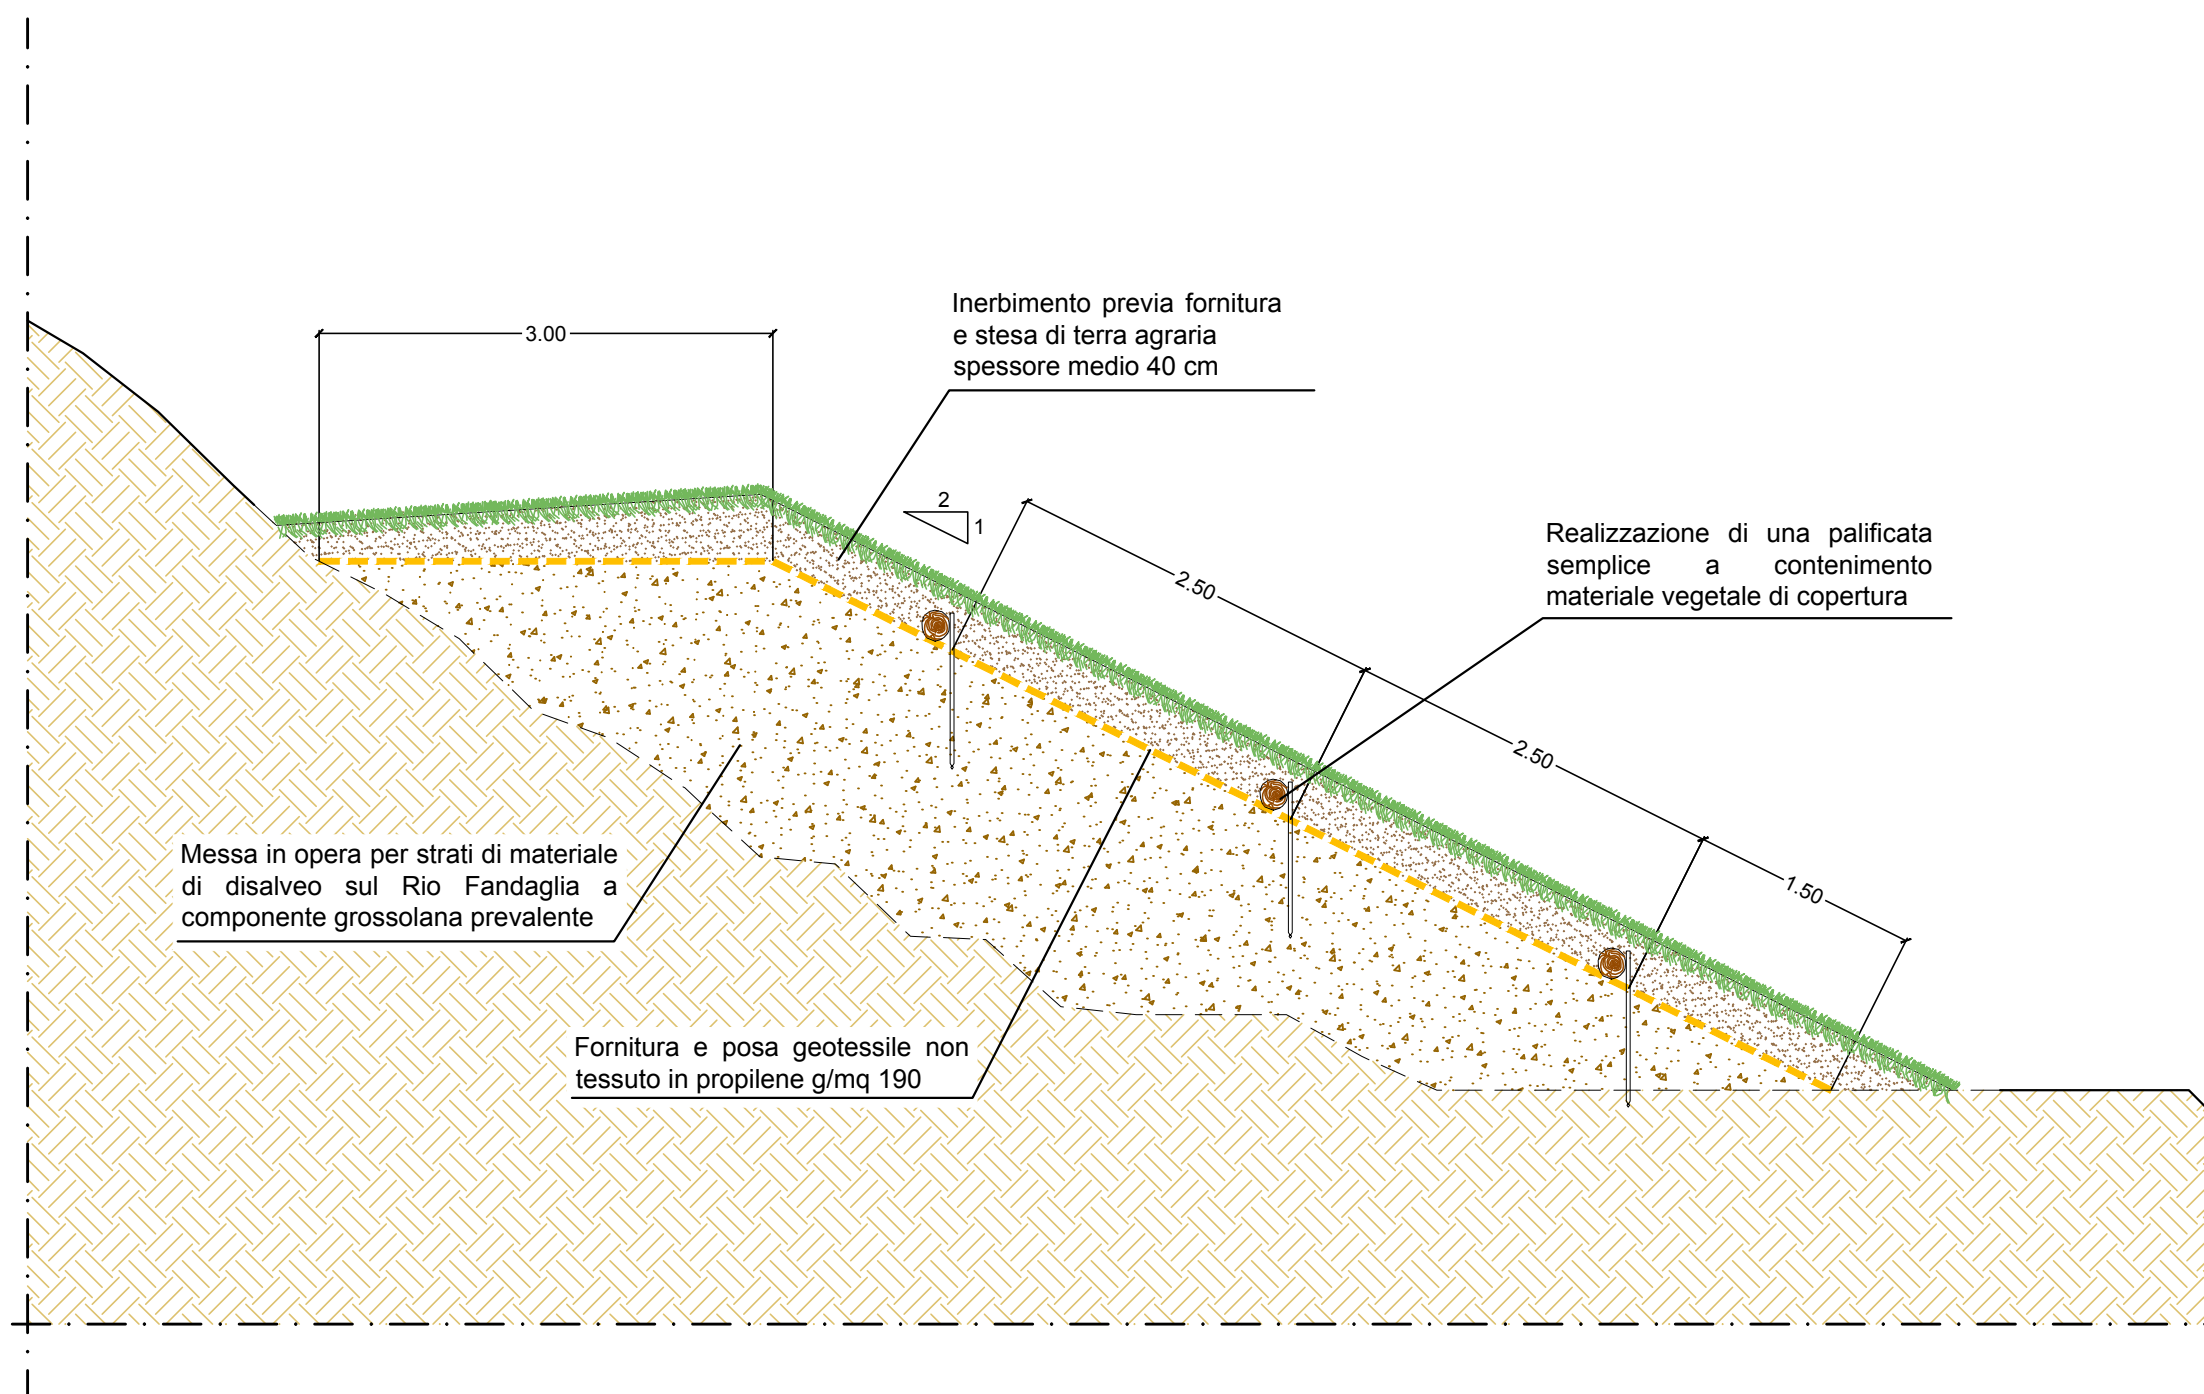 Inerbimento previa fornitura
e stesa di terra agraria
spessore medio 40 cm
3.00
2
1
2.50
Realizzazione di una palificata
semplice a contenimento
materiale vegetale di copertura
2.50
1.50
Messa in opera per strati di materiale
di disalveo sul Rio Fandaglia a
componente grossolana prevalente
Fornitura e posa geotessile non
tessuto in propilene g/mq 190